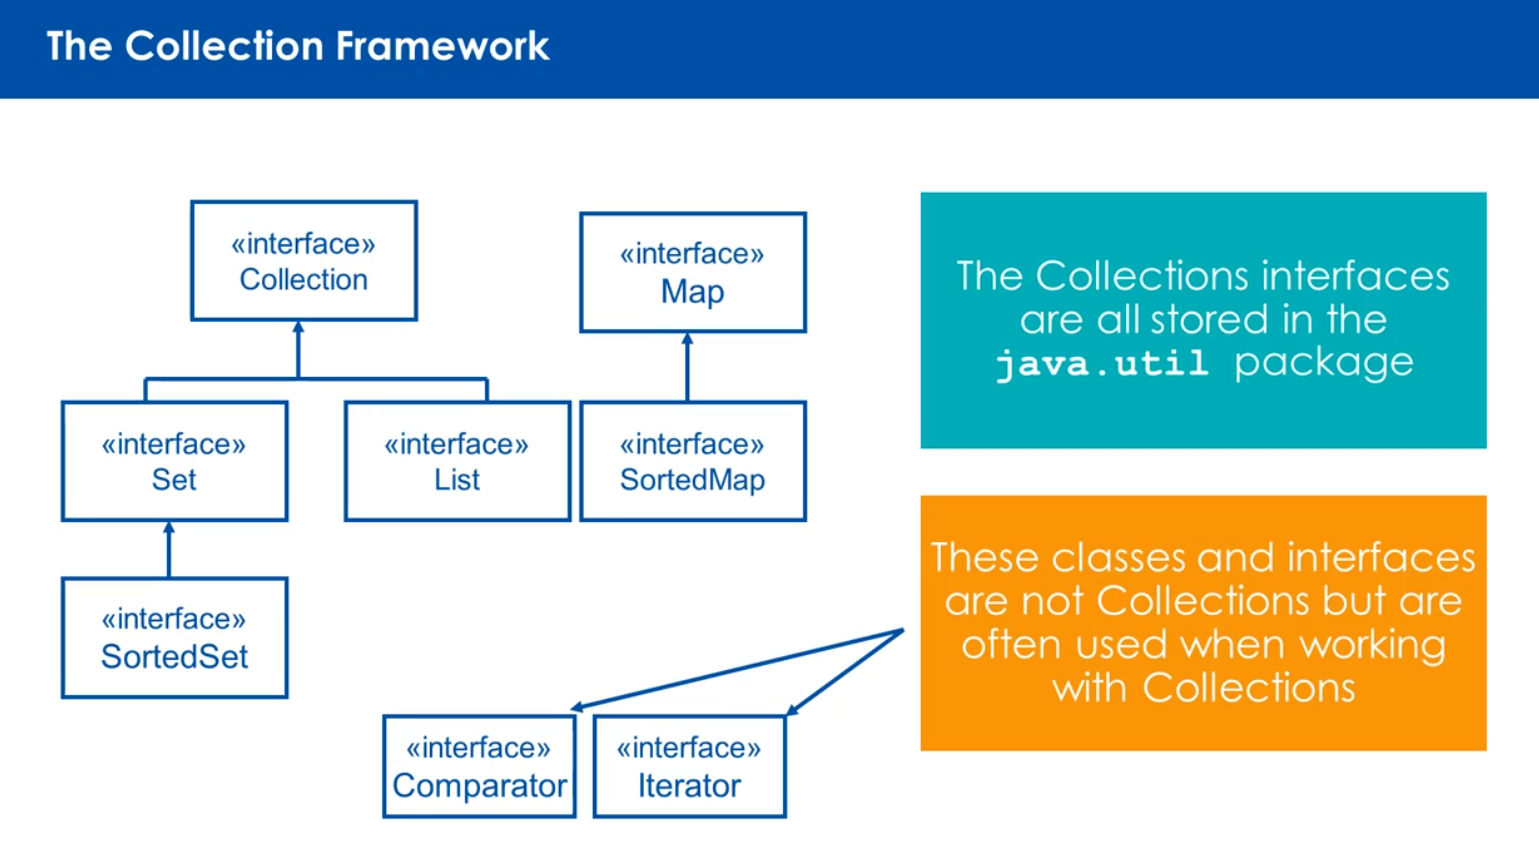 The Collection Framework
«interface»
Collection
«interface»
Map
«interface»
Set
«interface»
List
«interface»
SortedMap
«interface»
SortedSet
«interface»
Comparator
«interface»
Iterator
The Collections interfaces
are all stored in the
java.util package
These classes and interfaces
are not Collections but are
often used when working
with Collections